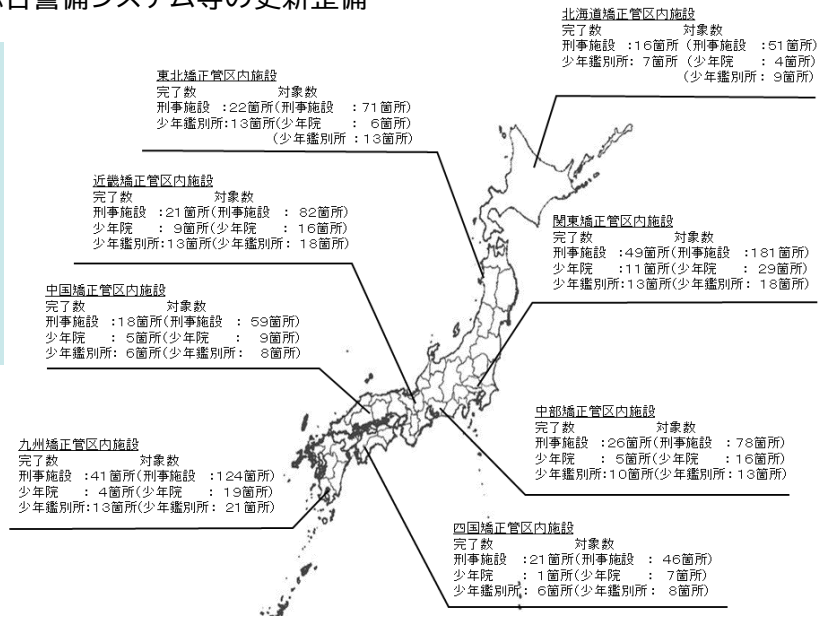 備システム等の更新整備
北海道矯正管区内施設
完了数 対象数
刑事施設 :16箇所 (刑事施設 :51箇所)
少年鑑別所: 7箇所 (少年院 : 4箇所)
(少年鑑別所: 9箇所)
東北矯正管区内施設
完了数 対象数
刑事施設 :22箇所(刑事施設 :71箇所)
少年鑑別所:13箇所(少年院 : 6箇所)
(少年鑑別所 :13箇所)
近畿矯正管区内施設
完了数 対象数
刑事施設 :21箇所(刑事施設 : 82箇所)
少年院 : 9箇所(少年院 : 16箇所)
少年鑑別所:13箇所(少年鑑別所: 18箇所)
関東矯正管区内施設
完了数 対象数
刑事施設 :49箇所(刑事施設 :181箇所)
少年院 :11箇所(少年院 : 29箇所)
少年鑑別所:13箇所(少年鑑別所: 18箇所)
中国矯正管区内施設
完了数 対象数
刑事施設 :18箇所(刑事施設 : 59箇所)
少年院 : 5箇所(少年院 : 9箇所)
少年鑑別所: 6箇所(少年鑑別所: 8箇所)
中部矯正管区内施設
完了数 対象数
刑事施設 :26箇所(刑事施設 :78箇所)
少年院 : 5箇所(少年院 :16箇所)
少年鑑別所:10箇所(少年鑑別所:13箇所)
九州矯正管区内施設
完了数 対象数
刑事施設 :41箇所(刑事施設 :124箇所)
少年院 : 4箇所(少年院 : 19箇所)
少年鑑別所:13箇所(少年鑑別所: 21箇所)
四国矯正管区内施設
完了数 対象数
刑事施設 :21箇所(刑事施設 : 46箇所)
少年院 : 1箇所(少年院 : 7箇所)
少年鑑別所: 6箇所(少年鑑別所: 8箇所)